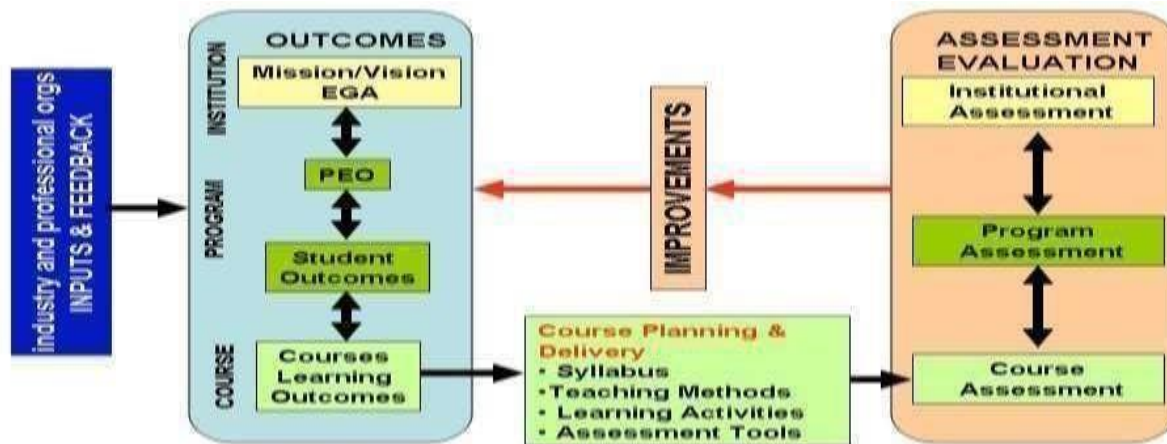 industry and professional orgs
INPUTS & FEEDBACK
INSTITUTION
PROGRAM
COURSE
OUTCOMES
Mission/Vision
EGA
PEO
Student
Outcomes
Courses
Learning
Outcomes
IMPROVEMENTS
Course Planning &
Delivery
• Syllabus
•Teaching Methods
• Learning Activities
• Assessment Tools
ASSESSMENT
EVALUATION
Institutional
Assessment
Program
Assessment
Course
Assessment